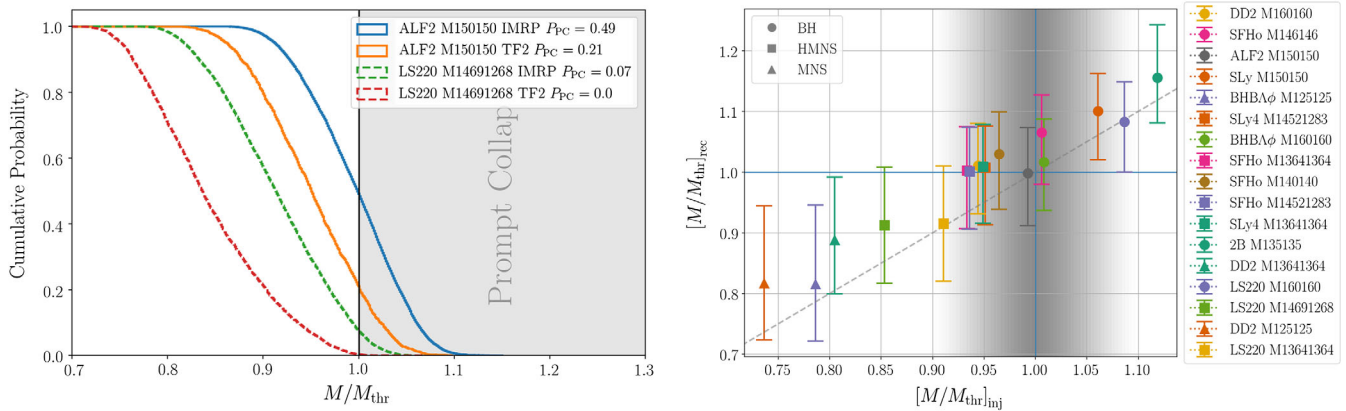 ALF2 M150150 IMRP P_PC = 0.49
ALF2 M150150 TF2 P_PC = 0.21
LS220 M14691268 IMRP P_PC = 0.07
LS220 M14691268 TF2 P_PC = 0.0
Prompt Collap
Cumulative Probability
1.0
0.8
0.6
0.4
0.2
0.0
0.7
0.8
0.9
1.0
1.1
1.2
1.3
M/M_thr
BH
HMNS
MNS
[M/M_thr]_rec
1.2
1.1
1.0
0.9
0.8
0.7
0.75
0.80
0.85
0.90
0.95
1.00
1.05
1.10
[M/M_thr]_inj
DD2 M160160
SFHo M146146
ALF2 M150150
SLy M150150
BHBΛϕ M125125
SLy4 M14521283
BHBΛϕ M160160
SFHo M13641364
SFHo M140140
SFHo M14521283
SLy4 M13641364
2B M135135
DD2 M13641364
LS220 M160160
LS220 M14691268
DD2 M125125
LS220 M13641364